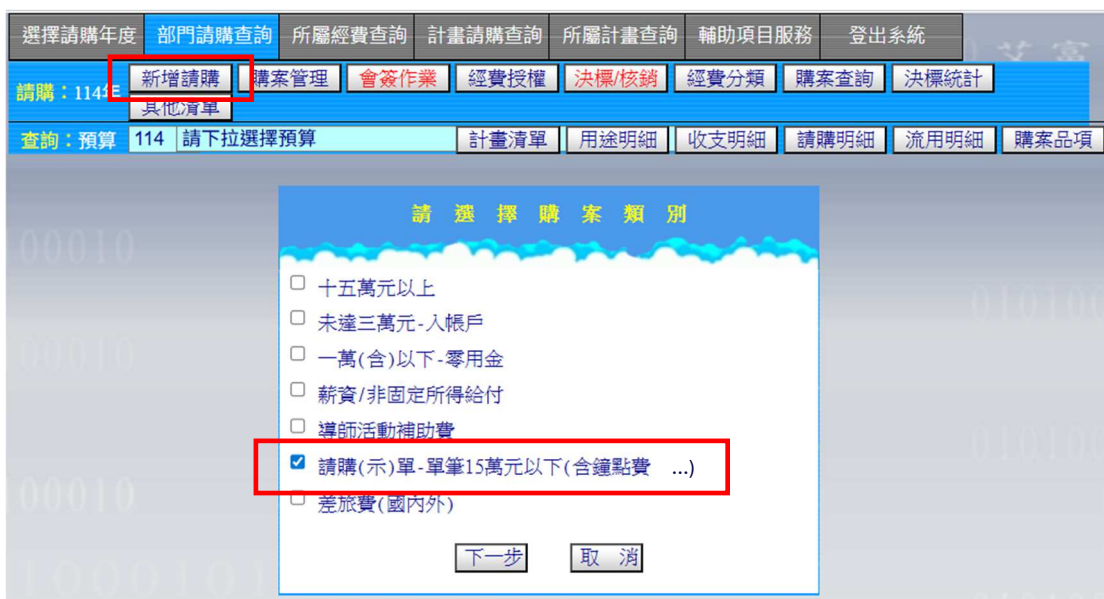 選擇請購年度 部門請購查詢 所屬經費查詢 計畫請購查詢 所屬計畫查詢 輔助項目服務 登出系統
請購：114年 新增請購 購案管理 會簽作業 經費授權 決標/核銷 經費分類 購案查詢 決標統計
其他清單
查詢：預算 114 請下拉選擇預算 計畫清單 用途明細 收支明細 請購明細 流用明細 購案品項
請選擇購案類別
十五萬元以上
未達三萬元-入帳戶
一萬(含)以下-零用金
薪資/非固定所得給付
導師活動補助費
請購(示)單-單筆15萬元以下(含鐘點費 ...)
差旅費(國內外)
下一步 取 消